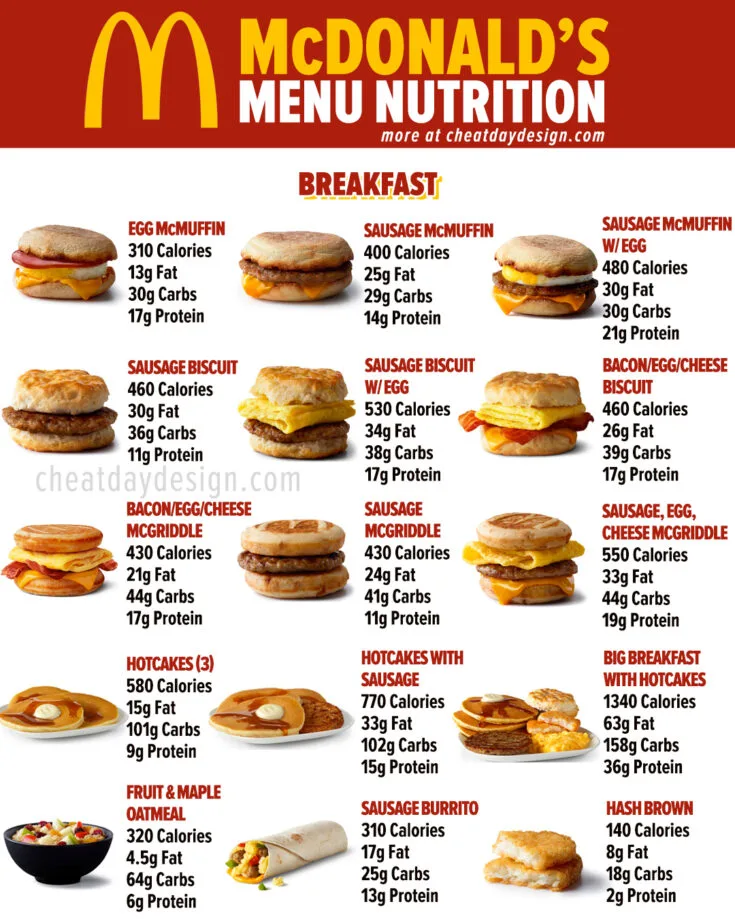 McDONALD'S
MENU NUTRITION
more at cheatdaydesign.com
BREAKFAST
EGG McMUFFIN
310 Calories
13g Fat
30g Carbs
17g Protein
SAUSAGE McMUFFIN
400 Calories
25g Fat
29g Carbs
14g Protein
SAUSAGE McMUFFIN
W/ EGG
480 Calories
30g Fat
30g Carbs
21g Protein
SAUSAGE BISCUIT
460 Calories
30g Fat
36g Carbs
11g Protein
SAUSAGE BISCUIT
W/ EGG
530 Calories
34g Fat
38g Carbs
17g Protein
BACON/EGG/CHEESE
BISCUIT
460 Calories
26g Fat
39g Carbs
17g Protein
cheatdaydesign.com
BACON/EGG/CHEESE
MCGRIDDLE
430 Calories
21g Fat
44g Carbs
17g Protein
SAUSAGE
MCGRIDDLE
430 Calories
24g Fat
41g Carbs
11g Protein
SAUSAGE, EGG,
CHEESE MCGRIDDLE
550 Calories
33g Fat
44g Carbs
19g Protein
HOTCAKES (3)
580 Calories
15g Fat
101g Carbs
9g Protein
HOTCAKES WITH
SAUSAGE
770 Calories
33g Fat
102g Carbs
15g Protein
BIG BREAKFAST
WITH HOTCAKES
1340 Calories
63g Fat
158g Carbs
36g Protein
FRUIT & MAPLE
OATMEAL
320 Calories
4.5g Fat
64g Carbs
6g Protein
SAUSAGE BURRITO
310 Calories
17g Fat
25g Carbs
13g Protein
HASH BROWN
140 Calories
8g Fat
18g Carbs
2g Protein